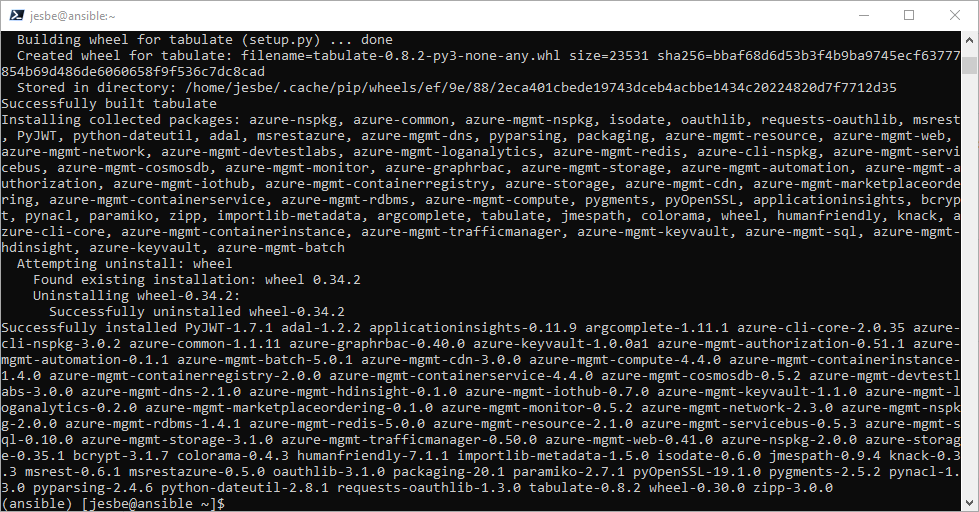 jesbe@ansible:~
  Building wheel for tabulate (setup.py) ... done
  Created wheel for tabulate: filename=tabulate-0.8.2-py3-none-any.whl size=23531 sha256=bbaf68d6d53b3f4b9ba9745ecf63777
854b69d486de6060658f9f536c7dc8cad
  Stored in directory: /home/jesbe/.cache/pip/wheels/ef/9e/88/2eca401cbede19743dceb4acbbe1434c20224820d7f7712d35
Successfully built tabulate
Installing collected packages: azure-nspkg, azure-common, azure-mgmt-nspkg, isodate, oauthlib, requests-oauthlib, msrest
, PyJWT, python-dateutil, adal, msrestazure, azure-mgmt-dns, pyparsing, packaging, azure-mgmt-resource, azure-mgmt-web,
azure-mgmt-network, azure-mgmt-devtestlabs, azure-mgmt-loganalytics, azure-mgmt-redis, azure-cli-nspkg, azure-mgmt-servi
cebus, azure-mgmt-cosmosdb, azure-mgmt-monitor, azure-graphrbac, azure-mgmt-storage, azure-mgmt-automation, azure-mgmt-a
uthorization, azure-mgmt-iothub, azure-mgmt-containerregistry, azure-storage, azure-mgmt-cdn, azure-mgmt-marketplaceorde
ring, azure-mgmt-containerservice, azure-mgmt-rdbms, azure-mgmt-compute, pygments, pyOpenSSL, applicationinsights, bcryp
t, pynacl, paramiko, zipp, importlib-metadata, argcomplete, tabulate, jmespath, colorama, wheel, humanfriendly, knack, a
zure-cli-core, azure-mgmt-containerinstance, azure-mgmt-trafficmanager, azure-mgmt-keyvault, azure-mgmt-sql, azure-mgmt-
hdinsight, azure-keyvault, azure-mgmt-batch
  Attempting uninstall: wheel
    Found existing installation: wheel 0.34.2
    Uninstalling wheel-0.34.2:
      Successfully uninstalled wheel-0.34.2
Successfully installed PyJWT-1.7.1 adal-1.2.2 applicationinsights-0.11.9 argcomplete-1.11.1 azure-cli-core-2.0.35 azure-
cli-nspkg-3.0.2 azure-common-1.1.11 azure-graphrbac-0.40.0 azure-keyvault-1.0.0a1 azure-mgmt-authorization-0.51.1 azure-
mgmt-automation-0.1.1 azure-mgmt-batch-5.0.1 azure-mgmt-cdn-3.0.0 azure-mgmt-compute-4.4.0 azure-mgmt-containerinstance-
1.4.0 azure-mgmt-containerregistry-2.0.0 azure-mgmt-containerservice-4.4.0 azure-mgmt-cosmosdb-0.5.2 azure-mgmt-devtestl
abs-3.0.0 azure-mgmt-dns-2.1.0 azure-mgmt-hdinsight-0.1.0 azure-mgmt-iothub-0.7.0 azure-mgmt-keyvault-1.1.0 azure-mgmt-l
oganalytics-0.2.0 azure-mgmt-marketplaceordering-0.1.0 azure-mgmt-monitor-0.5.2 azure-mgmt-network-2.3.0 azure-mgmt-nspk
g-2.0.0 azure-mgmt-rdbms-1.4.1 azure-mgmt-redis-5.0.0 azure-mgmt-resource-2.1.0 azure-mgmt-servicebus-0.5.3 azure-mgmt-s
ql-0.10.0 azure-mgmt-storage-3.1.0 azure-mgmt-trafficmanager-0.50.0 azure-mgmt-web-0.41.0 azure-nspkg-2.0.0 azure-storag
e-0.35.1 bcrypt-3.1.7 colorama-0.4.3 humanfriendly-7.1.1 importlib-metadata-1.5.0 isodate-0.6.0 jmespath-0.9.4 knack-0.3
.3 msrest-0.6.1 msrestazure-0.5.0 oauthlib-3.1.0 packaging-20.1 paramiko-2.7.1 pyOpenSSL-19.1.0 pygments-2.5.2 pynacl-1.
3.0 pyparsing-2.4.6 python-dateutil-2.8.1 requests-oauthlib-1.3.0 tabulate-0.8.2 wheel-0.30.0 zipp-3.0.0
(ansible) [jesbe@ansible ~]$